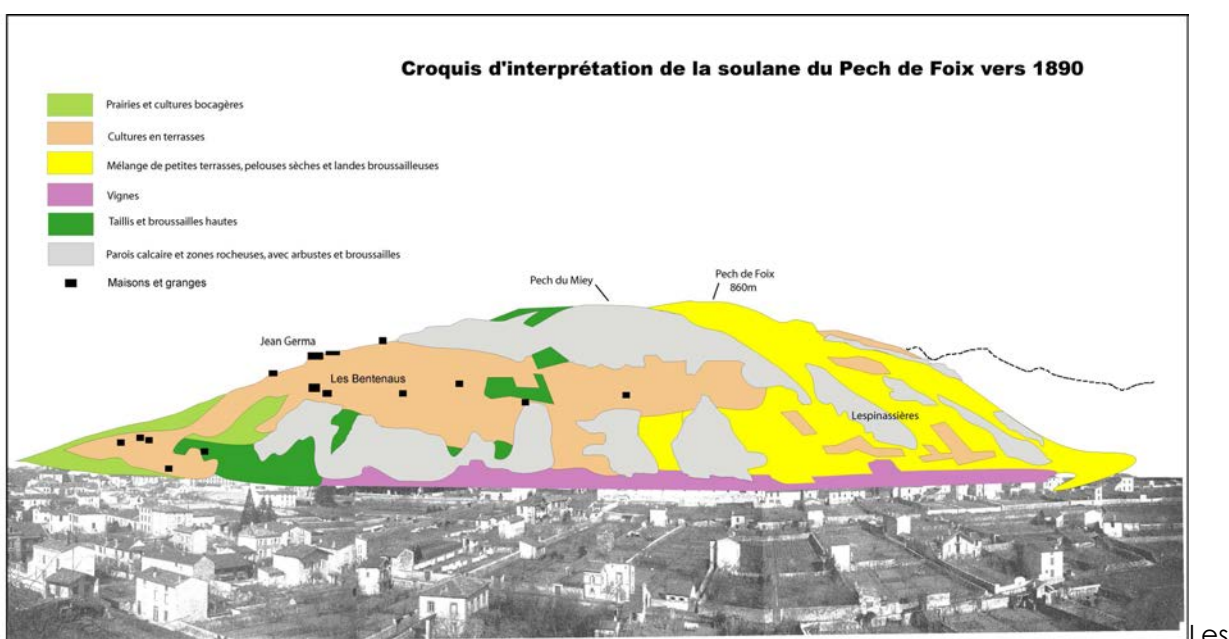 Croquis d'interprétation de la soulane du Pech de Foix vers 1890
Prairies et cultures bocagères
Cultures en terrasses
Mélange de petites terrasses, pelouses sèches et landes broussailleuses
Vignes
Taillis et broussailles hautes
Parois calcaire et zones rocheuses, avec arbustes et broussailles
Maisons et granges
Pech du Miey
Pech de Foix
860m
Jean Germa
Les Bentenaus
Lespinassières
Les